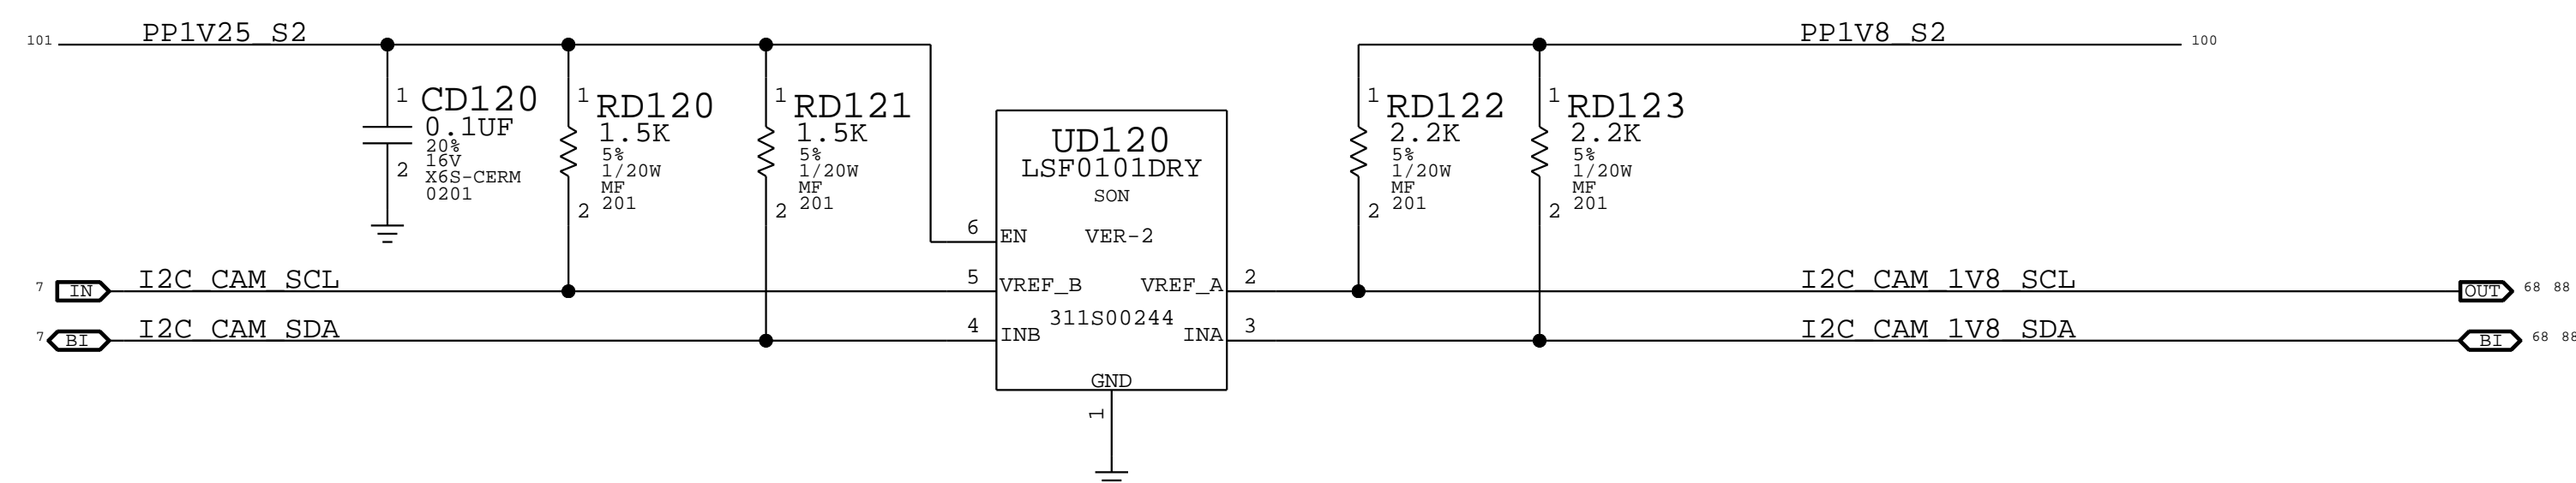 101 PP1V25_S2
PP1V8_S2 100
1 CD120
0.1UF
20%
16V
2 X6S-CERM
0201
1 RD120
1.5K
5%
1/20W
MF
2 201
1 RD121
1.5K
5%
1/20W
MF
2 201
UD120
LSF0101DRY
SON
6 EN VER-2
5 VREF_B VREF_A 2
311S00244
4 INB INA 3
GND
1
1 RD122
2.2K
5%
1/20W
MF
2 201
1 RD123
2.2K
5%
1/20W
MF
2 201
7 IN I2C_CAM_SCL
I2C_CAM_1V8_SCL OUT 68 88
7 BI I2C_CAM_SDA
I2C_CAM_1V8_SDA BI 68 88